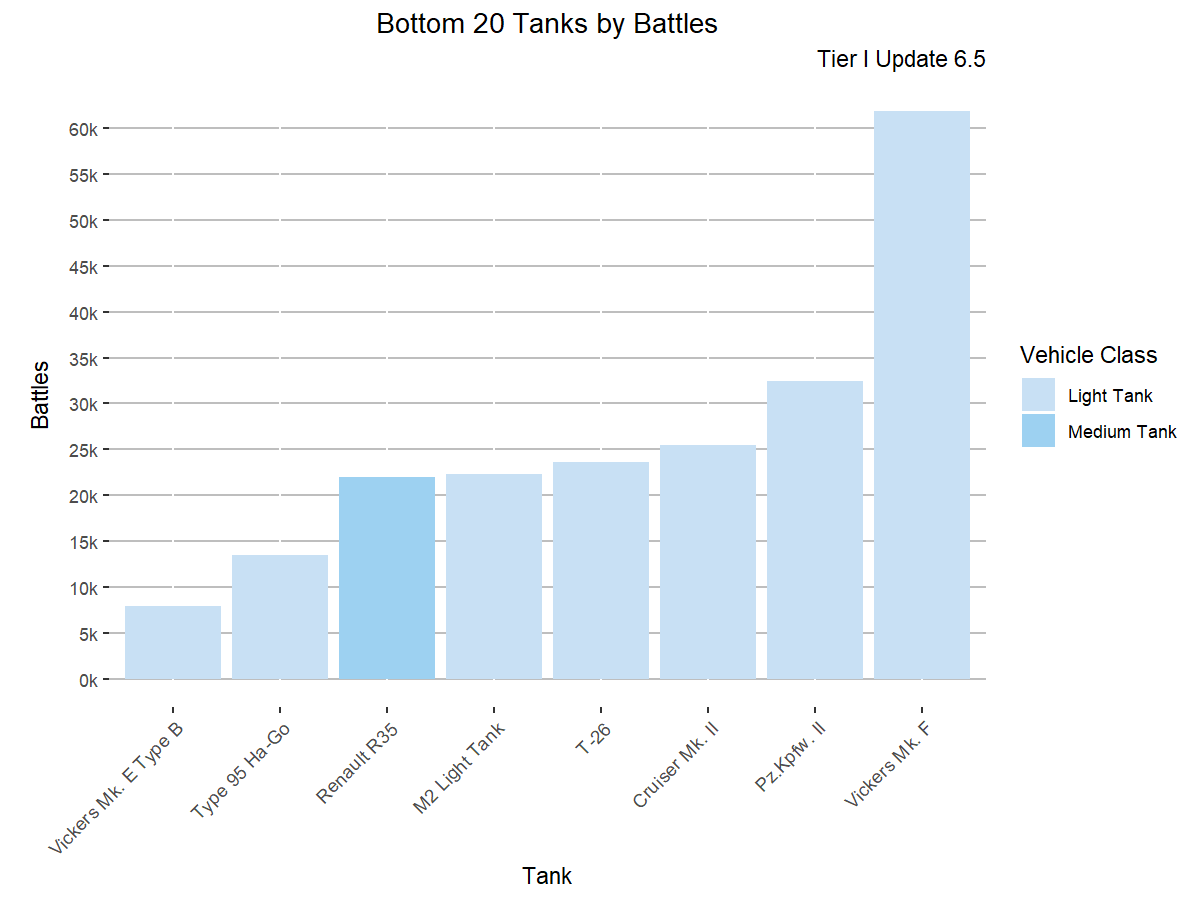 Bottom 20 Tanks by Battles
Tier I Update 6.5
60k
55k
50k
45k
40k
35k
30k
25k
20k
15k
10k
5k
0k
Battles
Vickers Mk. E Type B
Type 95 Ha-Go
Renault R35
M2 Light Tank
T-26
Cruiser Mk. II
Pz.Kpfw. II
Vickers Mk. F
Tank
Vehicle Class
Light Tank
Medium Tank